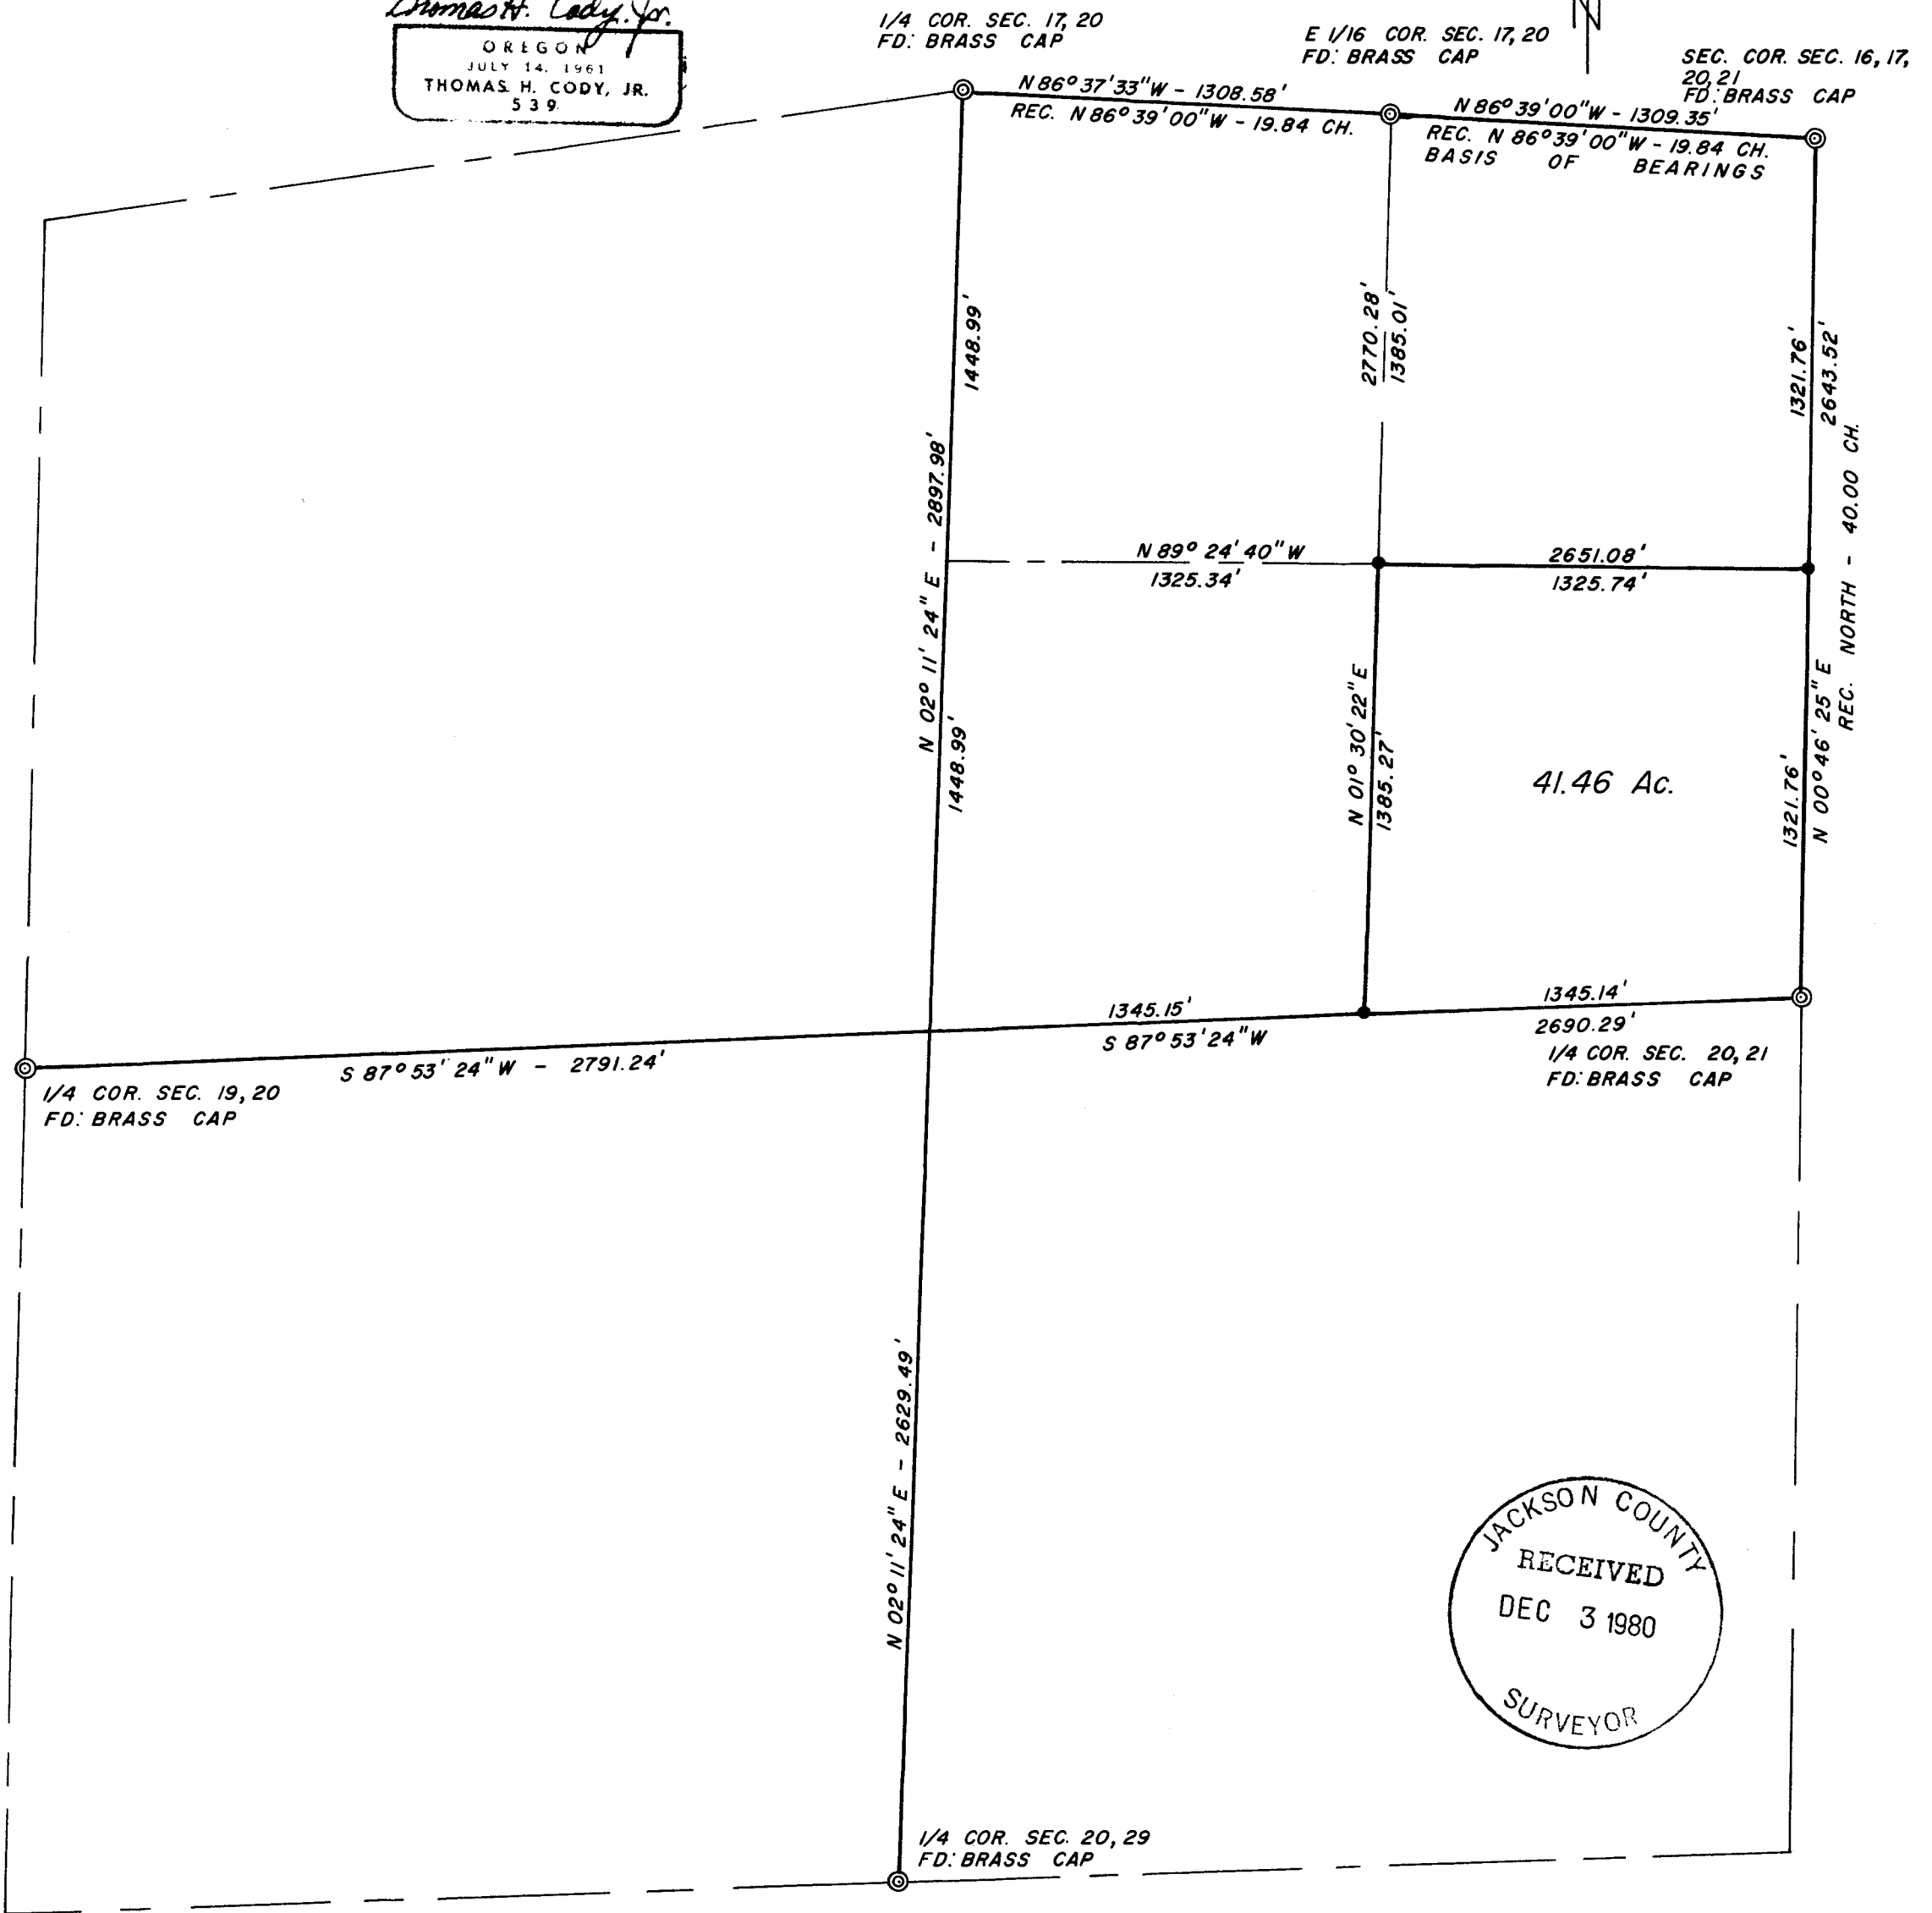 Thomas H. Cody, Jr.
OREGON
JULY 14, 1961
THOMAS H. CODY, JR.
539
1/4 COR. SEC. 17, 20
FD: BRASS CAP
E 1/16 COR. SEC. 17, 20
FD: BRASS CAP
N
SEC. COR. SEC. 16, 17,
20, 21
FD: BRASS CAP
N 86° 37' 33" W - 1308.58'
REC. N 86° 39' 00" W - 19.84 CH.
N 86° 39' 00" W - 1309.35'
REC. N 86° 39' 00" W - 19.84 CH.
BASIS OF BEARINGS
1448.99'
2770.28'
1385.01'
1321.76'
2643.52'
N 02° 11' 24" E - 2897.98'
REC. NORTH - 40.00 CH.
N 89° 24' 40" W
1325.34'
2651.08'
1325.74'
1448.99'
N 01° 30' 22" E
1385.27'
41.46 Ac.
1321.76'
N 00° 46' 25" E
1345.15'
S 87° 53' 24" W
1345.14'
2690.29'
1/4 COR. SEC. 20, 21
FD: BRASS CAP
S 87° 53' 24" W - 2791.24'
1/4 COR. SEC. 19, 20
FD: BRASS CAP
N 02° 11' 24" E - 2629.49'
JACKSON COUNTY
RECEIVED
DEC 3 1980
SURVEYOR
1/4 COR. SEC. 20, 29
FD: BRASS CAP